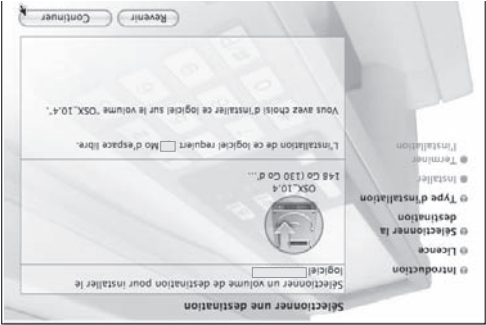 Sélectionner une destination
Introduction
Licence
Sélectionner la
destination
Type d'installation
Installer
Terminer
l'installation
Sélectionner un volume de destination pour installer le
logiciel
OSX_10.4
148 Go (130 Go d'...
L'installation de ce logiciel requiert Mo d'espace libre.
Vous avez choisi d'installer ce logiciel sur le volume "OSX_10.4".
Revenir
Continuer